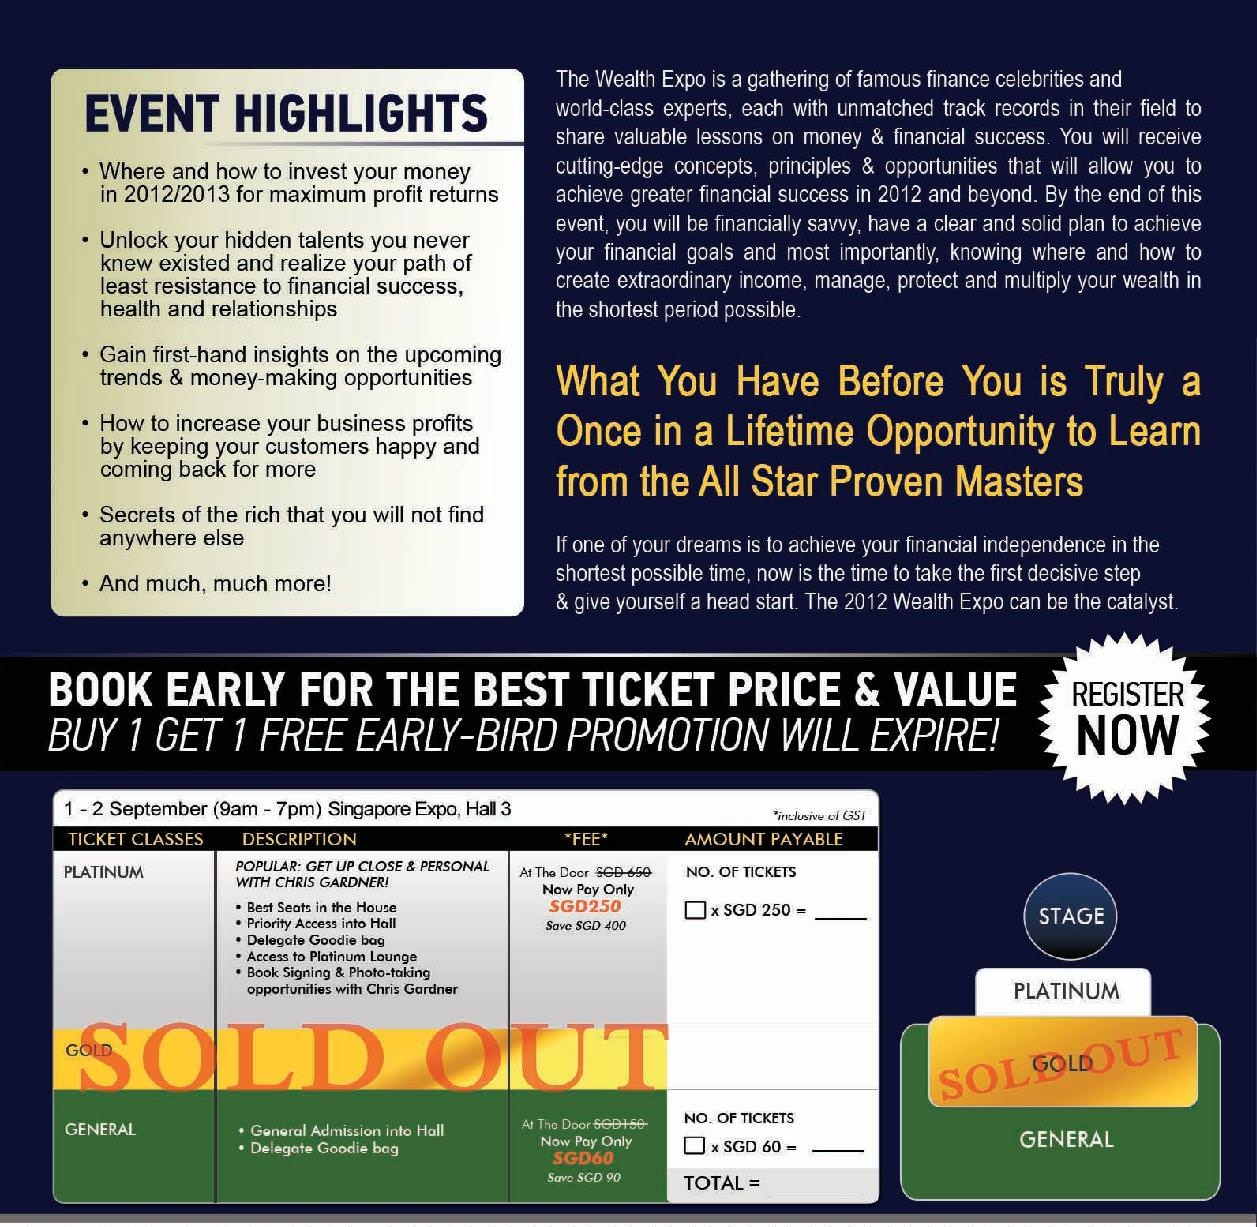 EVENT HIGHLIGHTS
• Where and how to invest your money
in 2012/2013 for maximum profit returns
• Unlock your hidden talents you never
knew existed and realize your path of
least resistance to financial success,
health and relationships
• Gain first-hand insights on the upcoming
trends & money-making opportunities
• How to increase your business profits
by keeping your customers happy and
coming back for more
• Secrets of the rich that you will not find
anywhere else
• And much, much more!
The Wealth Expo is a gathering of famous finance celebrities and
world-class experts, each with unmatched track records in their field to
share valuable lessons on money & financial success. You will receive
cutting-edge concepts, principles & opportunities that will allow you to
achieve greater financial success in 2012 and beyond. By the end of this
event, you will be financially savvy, have a clear and solid plan to achieve
your financial goals and most importantly, knowing where and how to
create extraordinary income, manage, protect and multiply your wealth in
the shortest period possible.
What You Have Before You is Truly a
Once in a Lifetime Opportunity to Learn
from the All Star Proven Masters
If one of your dreams is to achieve your financial independence in the
shortest possible time, now is the time to take the first decisive step
& give yourself a head start. The 2012 Wealth Expo can be the catalyst.
BOOK EARLY FOR THE BEST TICKET PRICE & VALUE
BUY 1 GET 1 FREE EARLY-BIRD PROMOTION WILL EXPIRE!
REGISTER
NOW
1 - 2 September (9am - 7pm) Singapore Expo, Hall 3
*inclusive of GST
TICKET CLASSES DESCRIPTION *FEE* AMOUNT PAYABLE
PLATINUM
POPULAR: GET UP CLOSE & PERSONAL
WITH CHRIS GARDNER!
• Best Seats in the House
• Priority Access into Hall
• Delegate Goodie bag
• Access to Platinum Lounge
• Book Signing & Photo-taking
opportunities with Chris Gardner
At The Door SGD 650
Now Pay Only
SGD250
Save SGD 400
NO. OF TICKETS
x SGD 250 = ____
GOLD
SOLD OUT
GENERAL
• General Admission into Hall
• Delegate Goodie bag
At The Door SGD150
Now Pay Only
SGD60
Save SGD 90
NO. OF TICKETS
x SGD 60 = ____
TOTAL =
STAGE
PLATINUM
GOLD
SOLD OUT
GENERAL